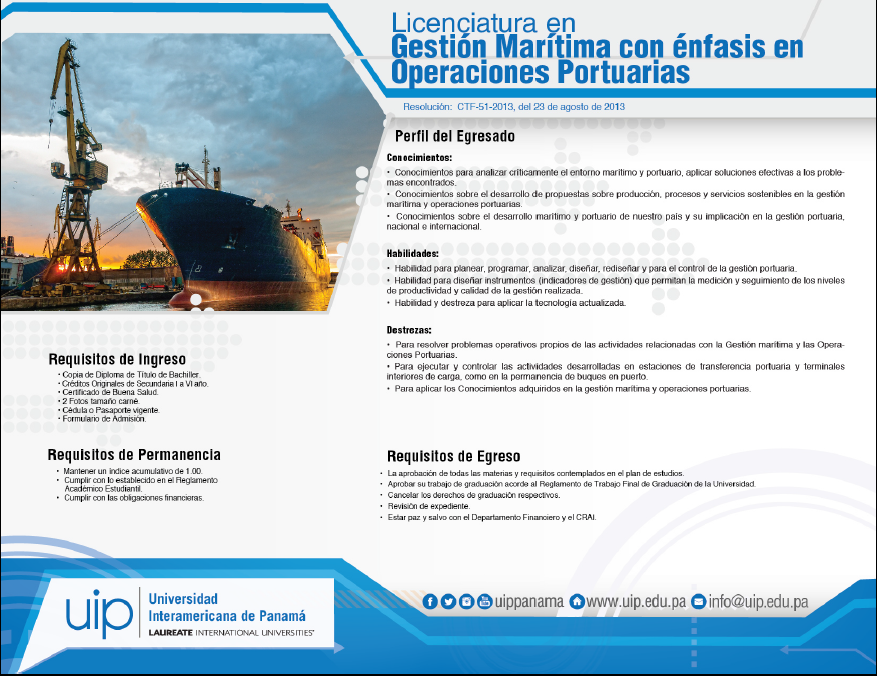 Licenciatura en
Gestión Marítima con énfasis en
Operaciones Portuarias
Resolución: CTF-51-2013, del 23 de agosto de 2013
Perfil del Egresado
Conocimientos:
• Conocimientos para analizar críticamente el entorno marítimo y portuario, aplicar soluciones efectivas a los proble-
mas encontrados.
• Conocimientos sobre el desarrollo de propuestas sobre producción, procesos y servicios sostenibles en la gestión
marítima y operaciones portuarias.
• Conocimientos sobre el desarrollo marítimo y portuario de nuestro país y su implicación en la gestión portuaria,
nacional e internacional.
Habilidades:
• Habilidad para planear, programar, analizar, diseñar, rediseñar y para el control de la gestión portuaria.
• Habilidad para diseñar instrumentos (indicadores de gestión) que permitan la medición y seguimiento de los niveles
de productividad y calidad de la gestión realizada.
• Habilidad y destreza para aplicar la tecnología actualizada.
Destrezas:
• Para resolver problemas operativos propios de las actividades relacionadas con la Gestión marítima y las Opera-
ciones Portuarias.
• Para ejecutar y controlar las actividades desarrolladas en estaciones de transferencia portuaria y terminales
interiores de carga, como en la permanencia de buques en puerto.
• Para aplicar los Conocimientos adquiridos en la gestión marítima y operaciones portuarias.
Requisitos de Ingreso
• Copia de Diploma de Título de Bachiller.
• Créditos Originales de Secundaria I a VI año.
• Certificado de Buena Salud.
• 2 Fotos tamaño carné.
• Cédula o Pasaporte vigente.
• Formulario de Admisión.
Requisitos de Permanencia
• Mantener un índice acumulativo de 1.00.
• Cumplir con lo establecido en el Reglamento
Académico Estudiantil.
• Cumplir con las obligaciones financieras.
Requisitos de Egreso
• La aprobación de todas las materias y requisitos contemplados en el plan de estudios.
• Aprobar su trabajo de graduación acorde al Reglamento de Trabajo Final de Graduación de la Universidad.
• Cancelar los derechos de graduación respectivos.
• Revisión de expediente.
• Estar paz y salvo con el Departamento Financiero y el CRAI.
uip
Universidad
Interamericana de Panamá
LAUREATE INTERNATIONAL UNIVERSITIES
uippanama www.uip.edu.pa info@uip.edu.pa